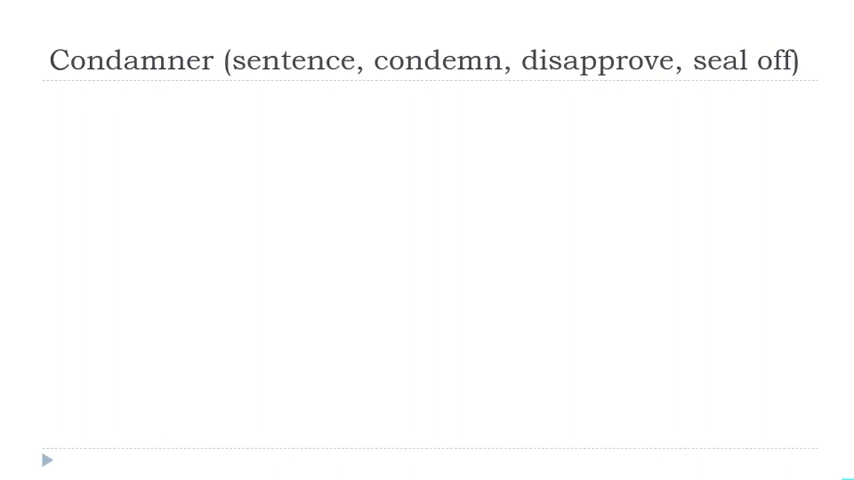 Condamner (sentence, condemn, disapprove, seal off)